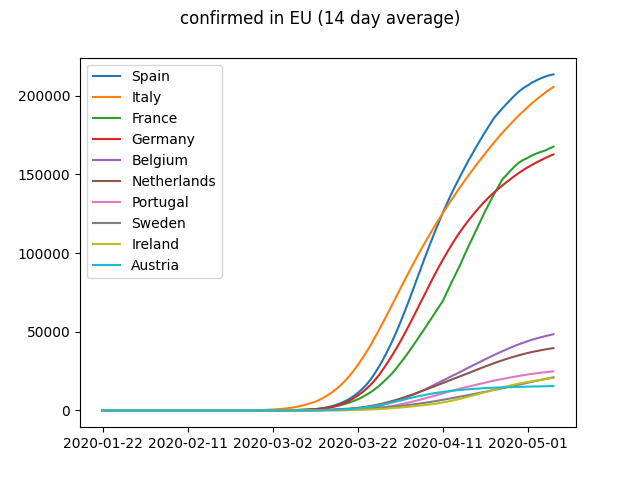 confirmed in EU (14 day average)
Spain
Italy
France
Germany
Belgium
Netherlands
Portugal
Sweden
Ireland
Austria
200000
150000
100000
50000
0
2020-01-22 2020-02-11 2020-03-02 2020-03-22 2020-04-11 2020-05-01